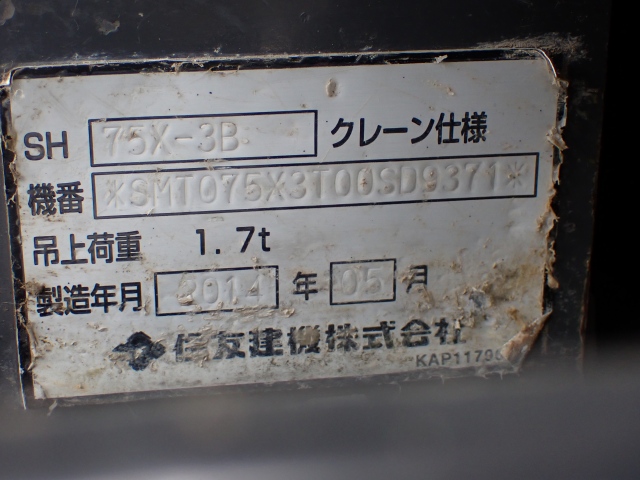 SH 75X-3B クレーン仕様
機番 *SMT075X3T00SD9371*
吊上荷重 1.7t
製造年月 2014 年 05 月
住友建機株式会社